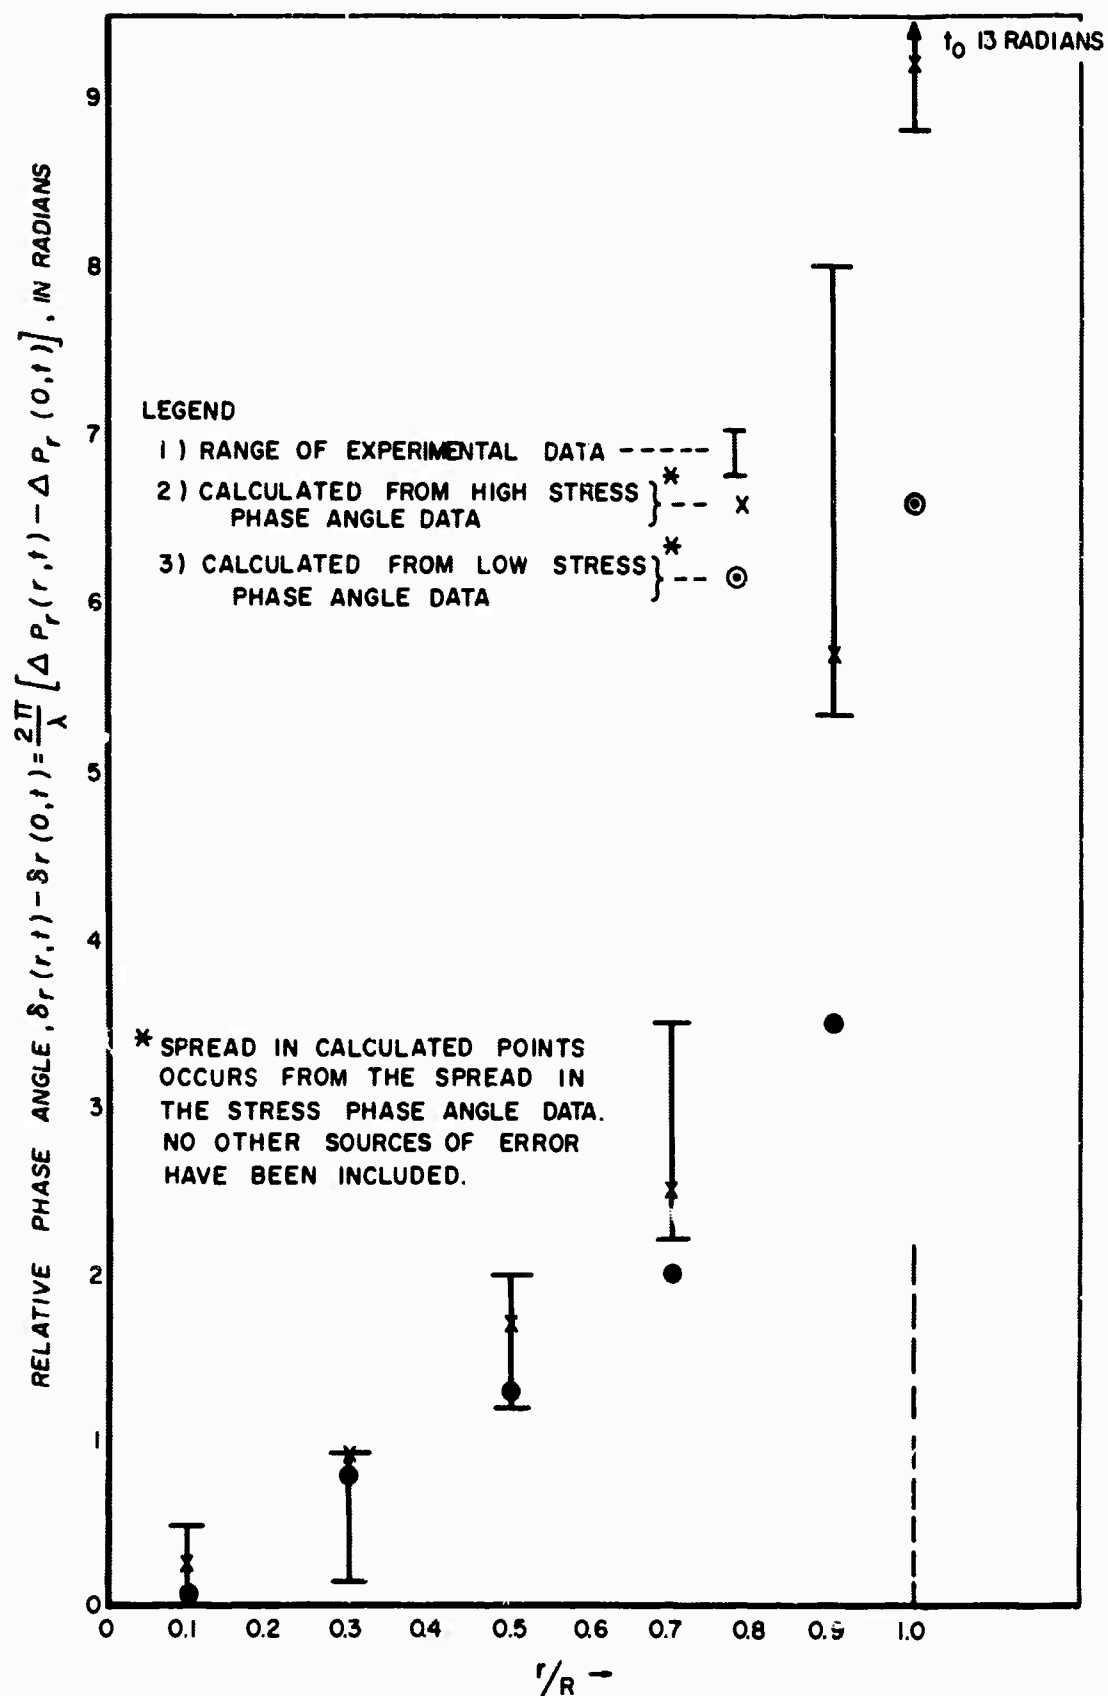 t₀ 13 RADIANS
9
8
7
6
5
4
3
2
1
0
RELATIVE PHASE ANGLE, δr(r,t)−δr(0,t)=2π/λ [Δ Pr(r,t)−Δ Pr(0,t)], IN RADIANS
LEGEND
1) RANGE OF EXPERIMENTAL DATA -----
2) CALCULATED FROM HIGH STRESS } * -- x
PHASE ANGLE DATA
3) CALCULATED FROM LOW STRESS } * --
PHASE ANGLE DATA
* SPREAD IN CALCULATED POINTS
OCCURS FROM THE SPREAD IN
THE STRESS PHASE ANGLE DATA.
NO OTHER SOURCES OF ERROR
HAVE BEEN INCLUDED.
0 0.1 0.2 0.3 0.4 0.5 0.6 0.7 0.8 0.9 1.0
r/R →